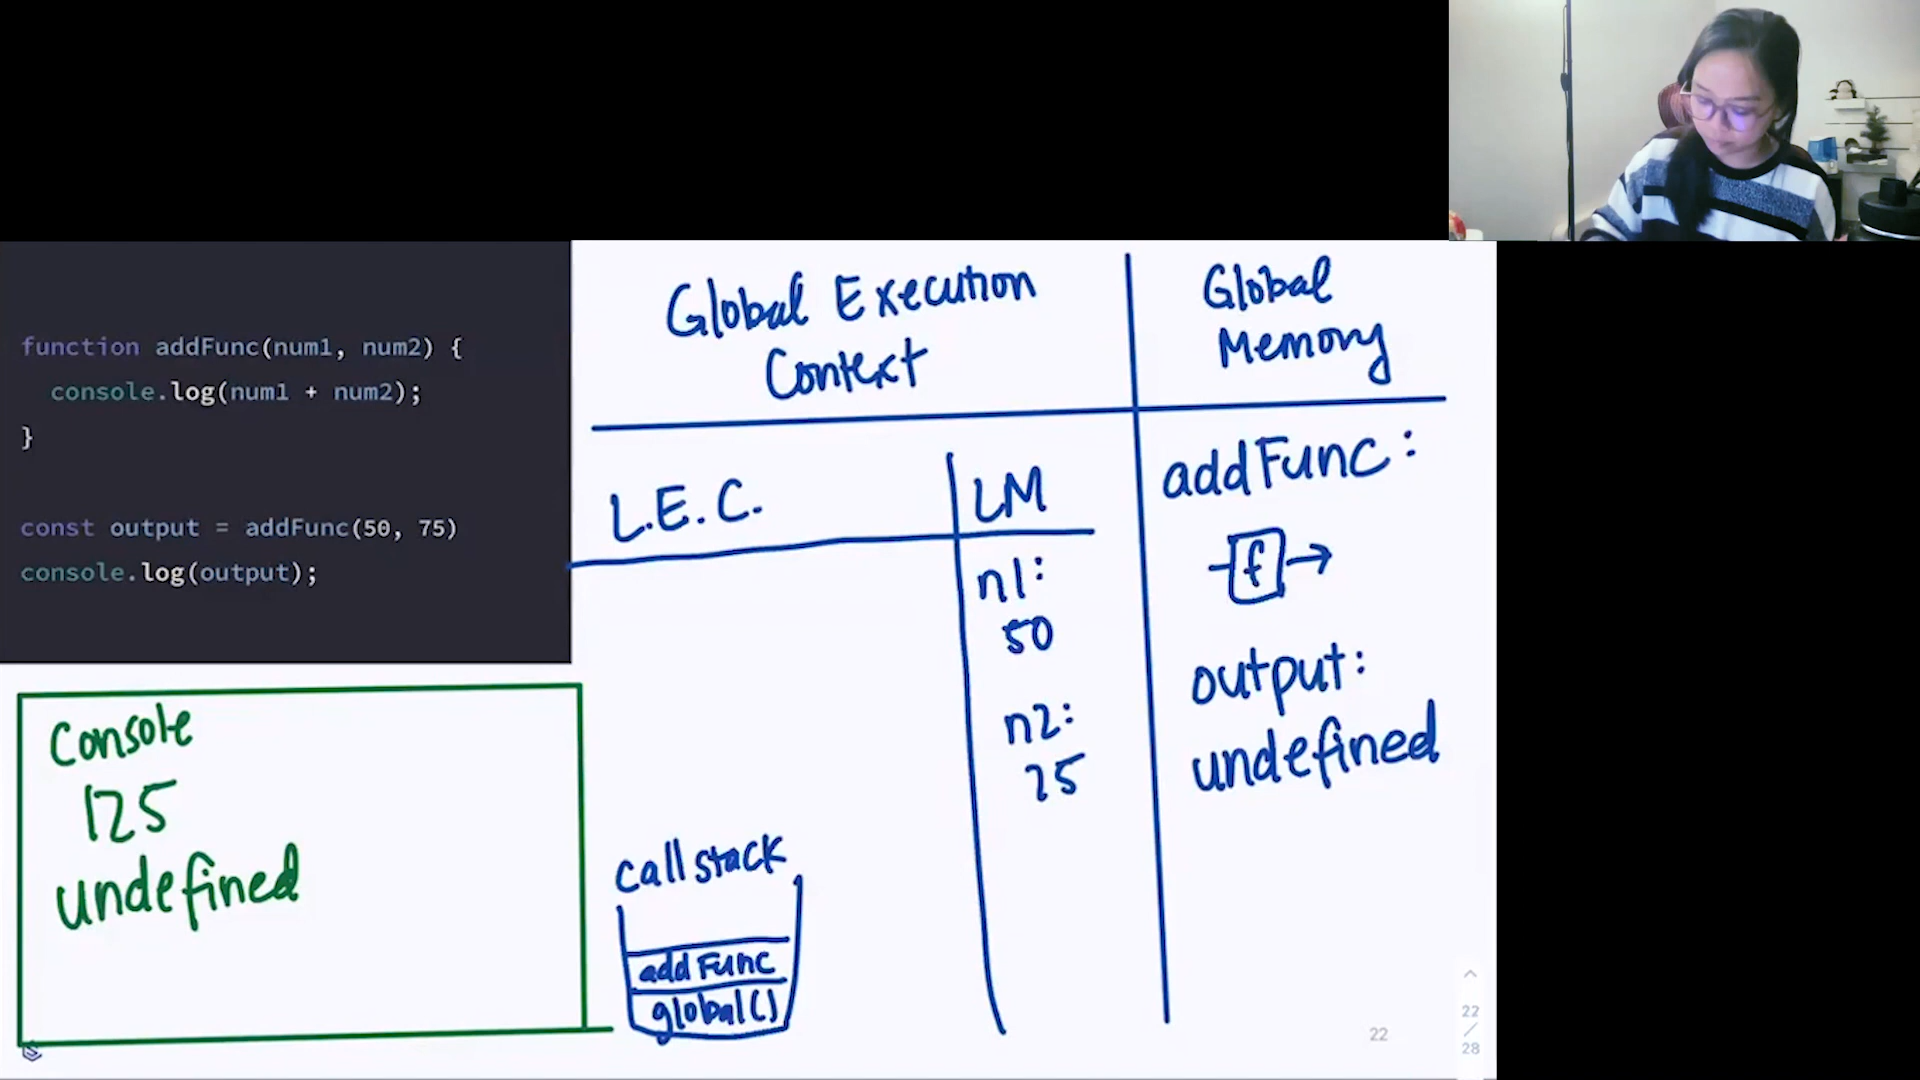 function addFunc(num1, num2) {
console.log(num1 + num2);
}
const output = addFunc(50, 75)
console.log(output);
Console
125
undefined
Global Execution
Context
Global
Memory
L.E.C.
LM
n1:
50
n2:
75
addFunc:
f
output:
undefined
call stack
addFunc
global()
22
22
/
28